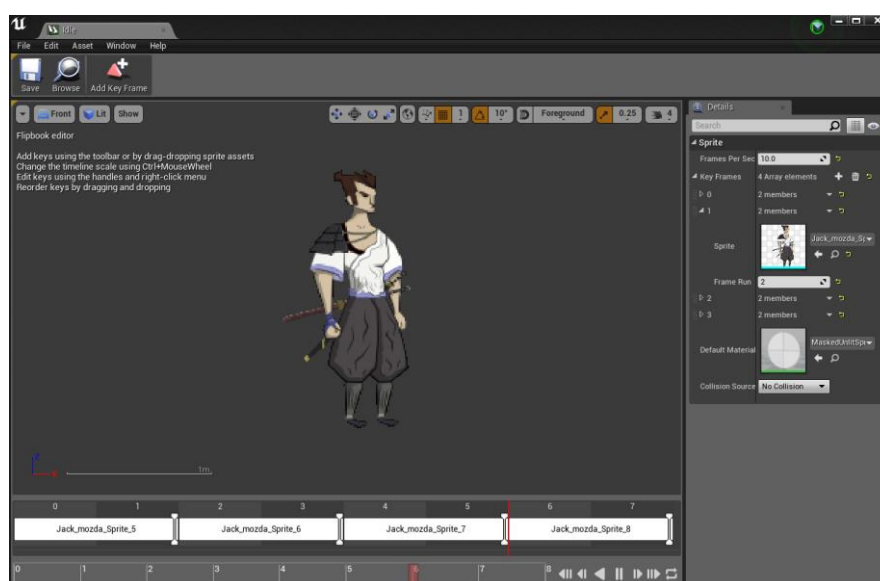 Idle
File Edit Asset Window Help
Save Browse Add Key Frame
Front Lit Show
1 10° Foreground 0.25 4
Flipbook editor
Add keys using the toolbar or by drag-dropping sprite assets
Change the timeline scale using Ctrl+MouseWheel
Edit keys using the handles and right-click menu
Reorder keys by dragging and dropping
Z
X
1m
Details
Search
Sprite
Frames Per Sec 10.0
Key Frames 4 Array elements
0 2 members
1 2 members
Sprite Jack_mozda_Sp
Frame Run 2
2 2 members
3 2 members
Default Material MaskedUnlitSpr
Collision Source No Collision
0 1 2 3 4 5 6 7
Jack_mozda_Sprite_5 Jack_mozda_Sprite_6 Jack_mozda_Sprite_7 Jack_mozda_Sprite_8
0 1 2 3 4 5 6 7 8